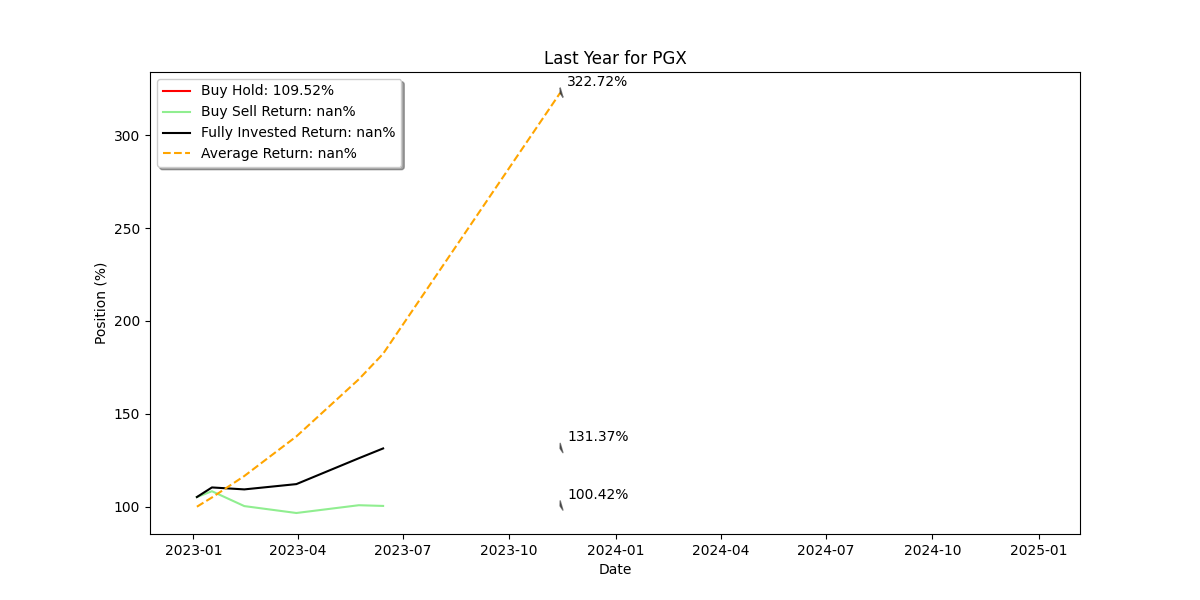 Last Year for PGX
Buy Hold: 109.52%
Buy Sell Return: nan%
Fully Invested Return: nan%
Average Return: nan%
322.72%
131.37%
100.42%
Position (%)
300
250
200
150
100
2023-01 2023-04 2023-07 2023-10 2024-01 2024-04 2024-07 2024-10 2025-01
Date